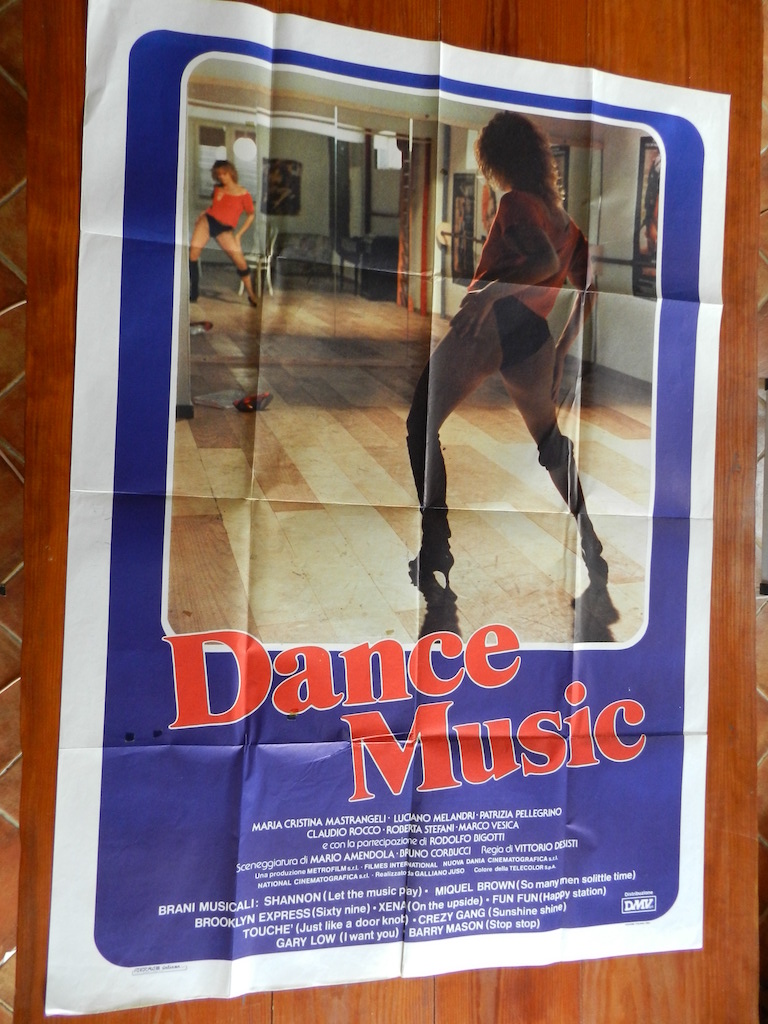 Dance
Music
MARIA CRISTINA MASTRANGELI · LUCIANO MELANDRI · PATRIZIA PELLEGRINO
CLAUDIO ROCCO · ROBERTA STEFANI · MARCO VESICA
e con la partecipazione di RODOLFO BIGOTTI
Sceneggiatura di MARIO AMENDOLA · BRUNO CORBUCCI Regia di VITTORIO DESISTI
Una produzione METROFILM s.r.l. · FILMES INTERNATIONAL NUOVA DANIA CINEMATOGRAFICA s.r.l.
NATIONAL CINEMATOGRAFICA s.r.l. · Realizzato da GALLIANO JUSO Colore della TELECOLOR S.p.A.
BRANI MUSICALI: SHANNON (Let the music pay) · MIQUEL BROWN (So many men solittle time)
BROOKLYN EXPRESS (Sixty nine) · XENA (On the upside) · FUN FUN (Happy station)
TOUCHE' (Just like a door knot) · CREZY GANG (Sunshine shine)
GARY LOW (I want you) · BARRY MASON (Stop stop)
Distribuzione
DMV